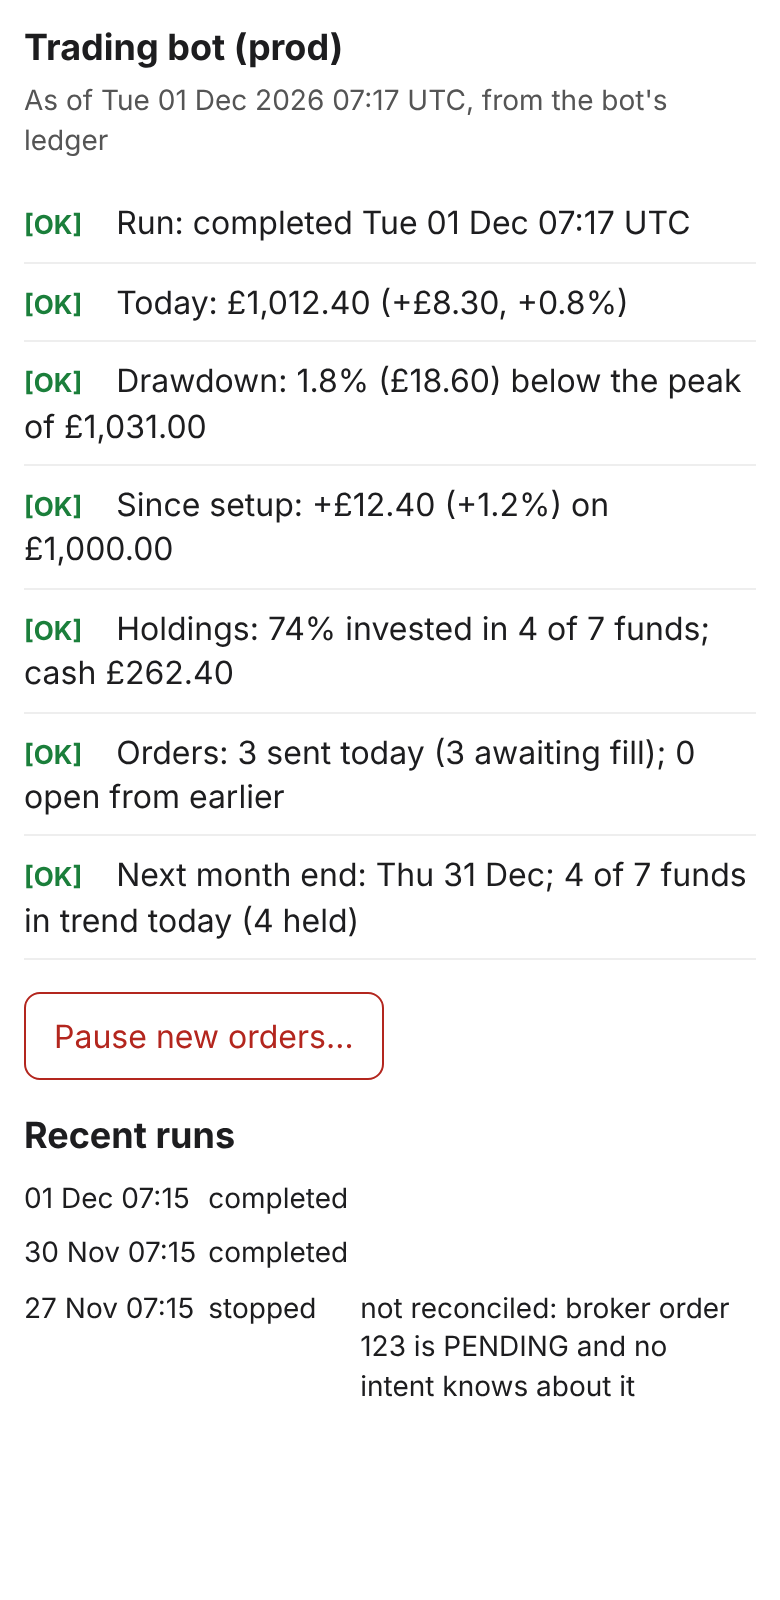 Trading bot (prod)
As of Tue 01 Dec 2026 07:17 UTC, from the bot's
ledger
[OK] Run: completed Tue 01 Dec 07:17 UTC
[OK] Today: £1,012.40 (+£8.30, +0.8%)
[OK] Drawdown: 1.8% (£18.60) below the peak
of £1,031.00
[OK] Since setup: +£12.40 (+1.2%) on
£1,000.00
[OK] Holdings: 74% invested in 4 of 7 funds;
cash £262.40
[OK] Orders: 3 sent today (3 awaiting fill); 0
open from earlier
[OK] Next month end: Thu 31 Dec; 4 of 7 funds
in trend today (4 held)
Pause new orders...
Recent runs
01 Dec 07:15 completed
30 Nov 07:15 completed
27 Nov 07:15 stopped not reconciled: broker order
123 is PENDING and no
intent knows about it